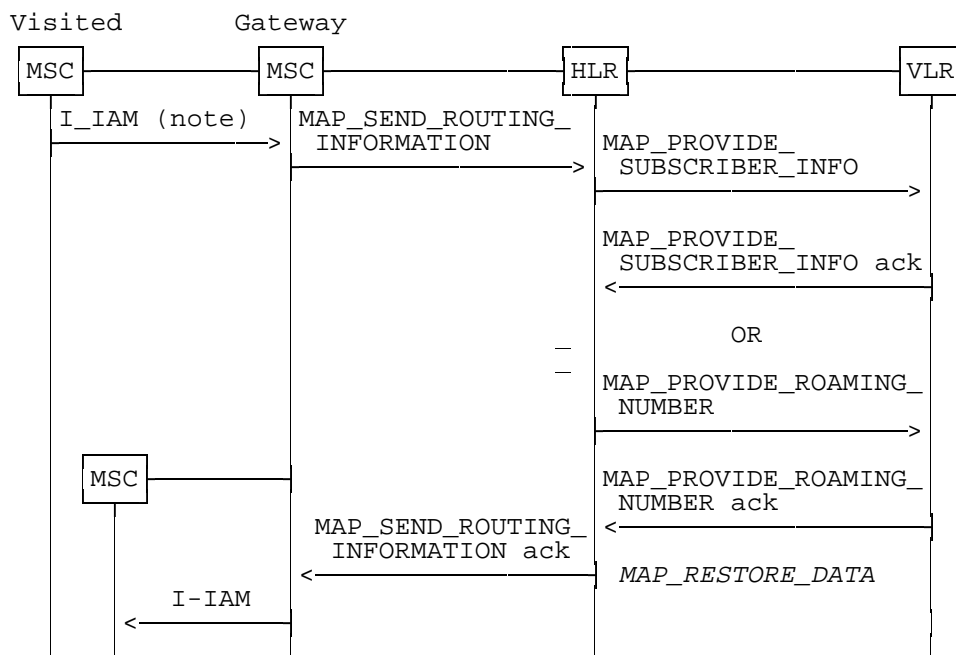 Visited Gateway
MSC MSC HLR VLR
I_IAM (note) MAP_SEND_ROUTING_
INFORMATION
MAP_PROVIDE_
SUBSCRIBER_INFO
MAP_PROVIDE_
SUBSCRIBER_INFO ack
OR
MAP_PROVIDE_ROAMING_
NUMBER
MSC
MAP_PROVIDE_ROAMING_
NUMBER ack
MAP_SEND_ROUTING_
INFORMATION ack
MAP_RESTORE_DATA
I-IAM